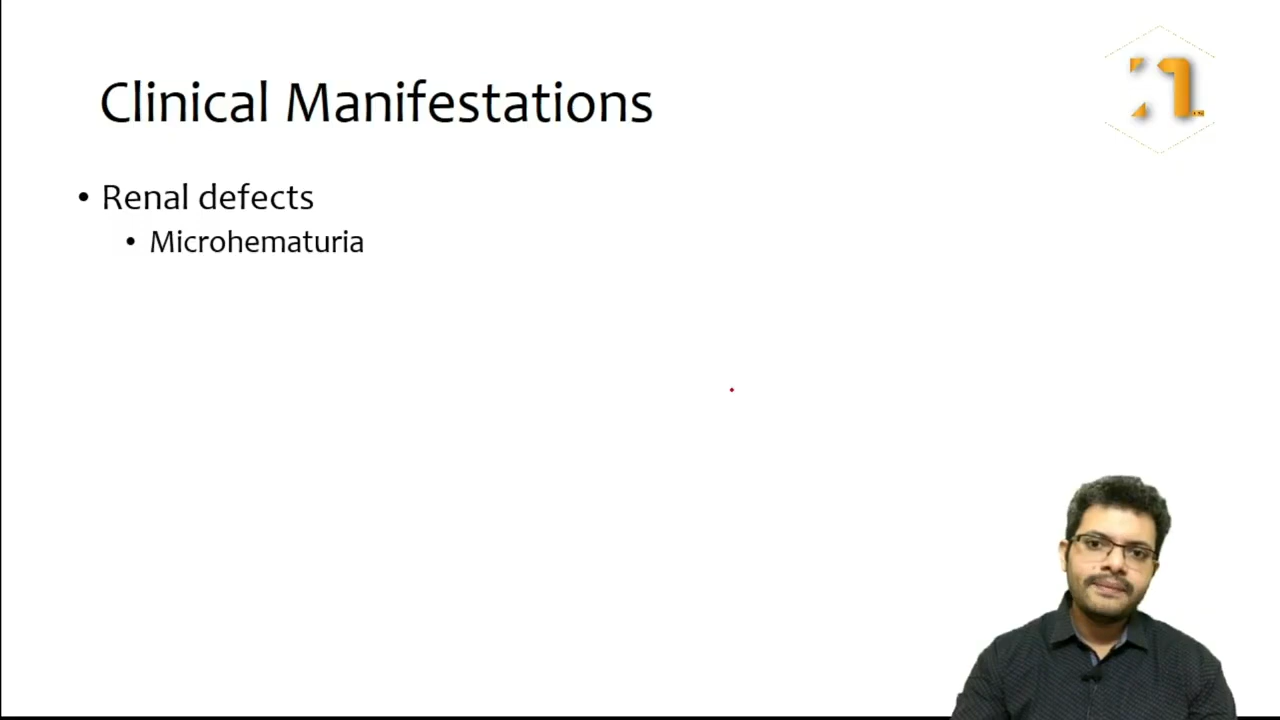 Clinical Manifestations
• Renal defects
• Microhematuria